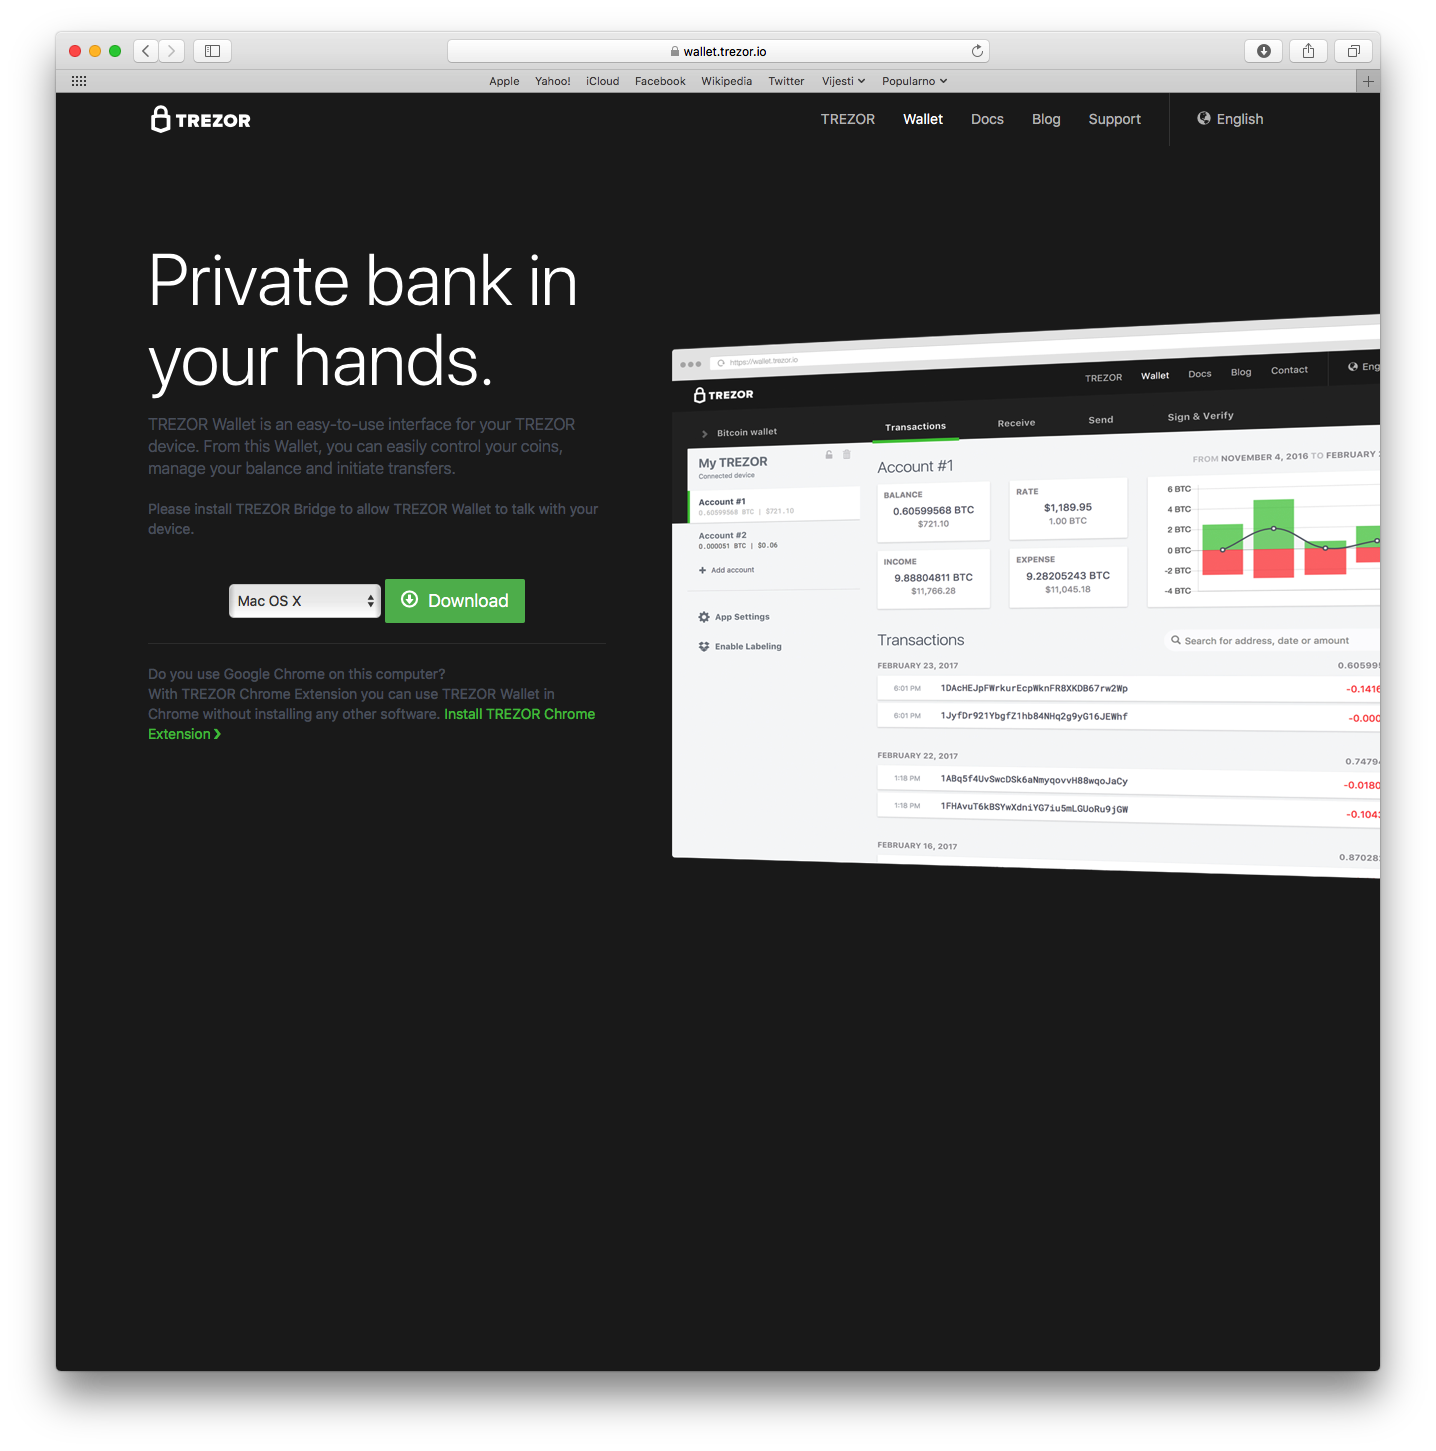 wallet.trezor.io
Apple Yahoo! iCloud Facebook Wikipedia Twitter Vijesti Popularno
TREZOR
TREZOR Wallet Docs Blog Support English
Private bank in
your hands.
TREZOR Wallet is an easy-to-use interface for your TREZOR
device. From this Wallet, you can easily control your coins,
manage your balance and initiate transfers.
Please install TREZOR Bridge to allow TREZOR Wallet to talk with your
device.
Mac OS X
Download
Do you use Google Chrome on this computer?
With TREZOR Chrome Extension you can use TREZOR Wallet in
Chrome without installing any other software. Install TREZOR Chrome
Extension
https://wallet.trezor.io
TREZOR
TREZOR Wallet Docs Blog Contact Eng
Bitcoin wallet
Transactions Receive Send Sign & Verify
My TREZOR
Connected device
Account #1
0.60599568 BTC | $721.10
Account #2
0.000051 BTC | $0.06
Add account
App Settings
Enable Labeling
Account #1
FROM NOVEMBER 4, 2016 TO FEBRUARY
BALANCE
0.60599568 BTC
$721.10
RATE
$1,189.95
1.00 BTC
INCOME
9.88804811 BTC
$11,766.28
EXPENSE
9.28205243 BTC
$11,045.18
6 BTC
4 BTC
2 BTC
0 BTC
-2 BTC
-4 BTC
Transactions
Search for address, date or amount
FEBRUARY 23, 2017 0.60599
6:01 PM 1DAcHEJpFWrkurEcpWknFR8XKDB67rw2Wp -0.1416
6:01 PM 1JyfDr921YbgfZ1hb84NHq2g9yG16JEWhf -0.000
FEBRUARY 22, 2017 0.7479
1:18 PM 1ABq5f4UvSwcDSk6aNmyqovvH88wqoJaCy -0.0180
1:18 PM 1FHAvuT6kBSYwXdniYG7iu5mLGUoRu9jGW -0.104
FEBRUARY 16, 2017 0.87028